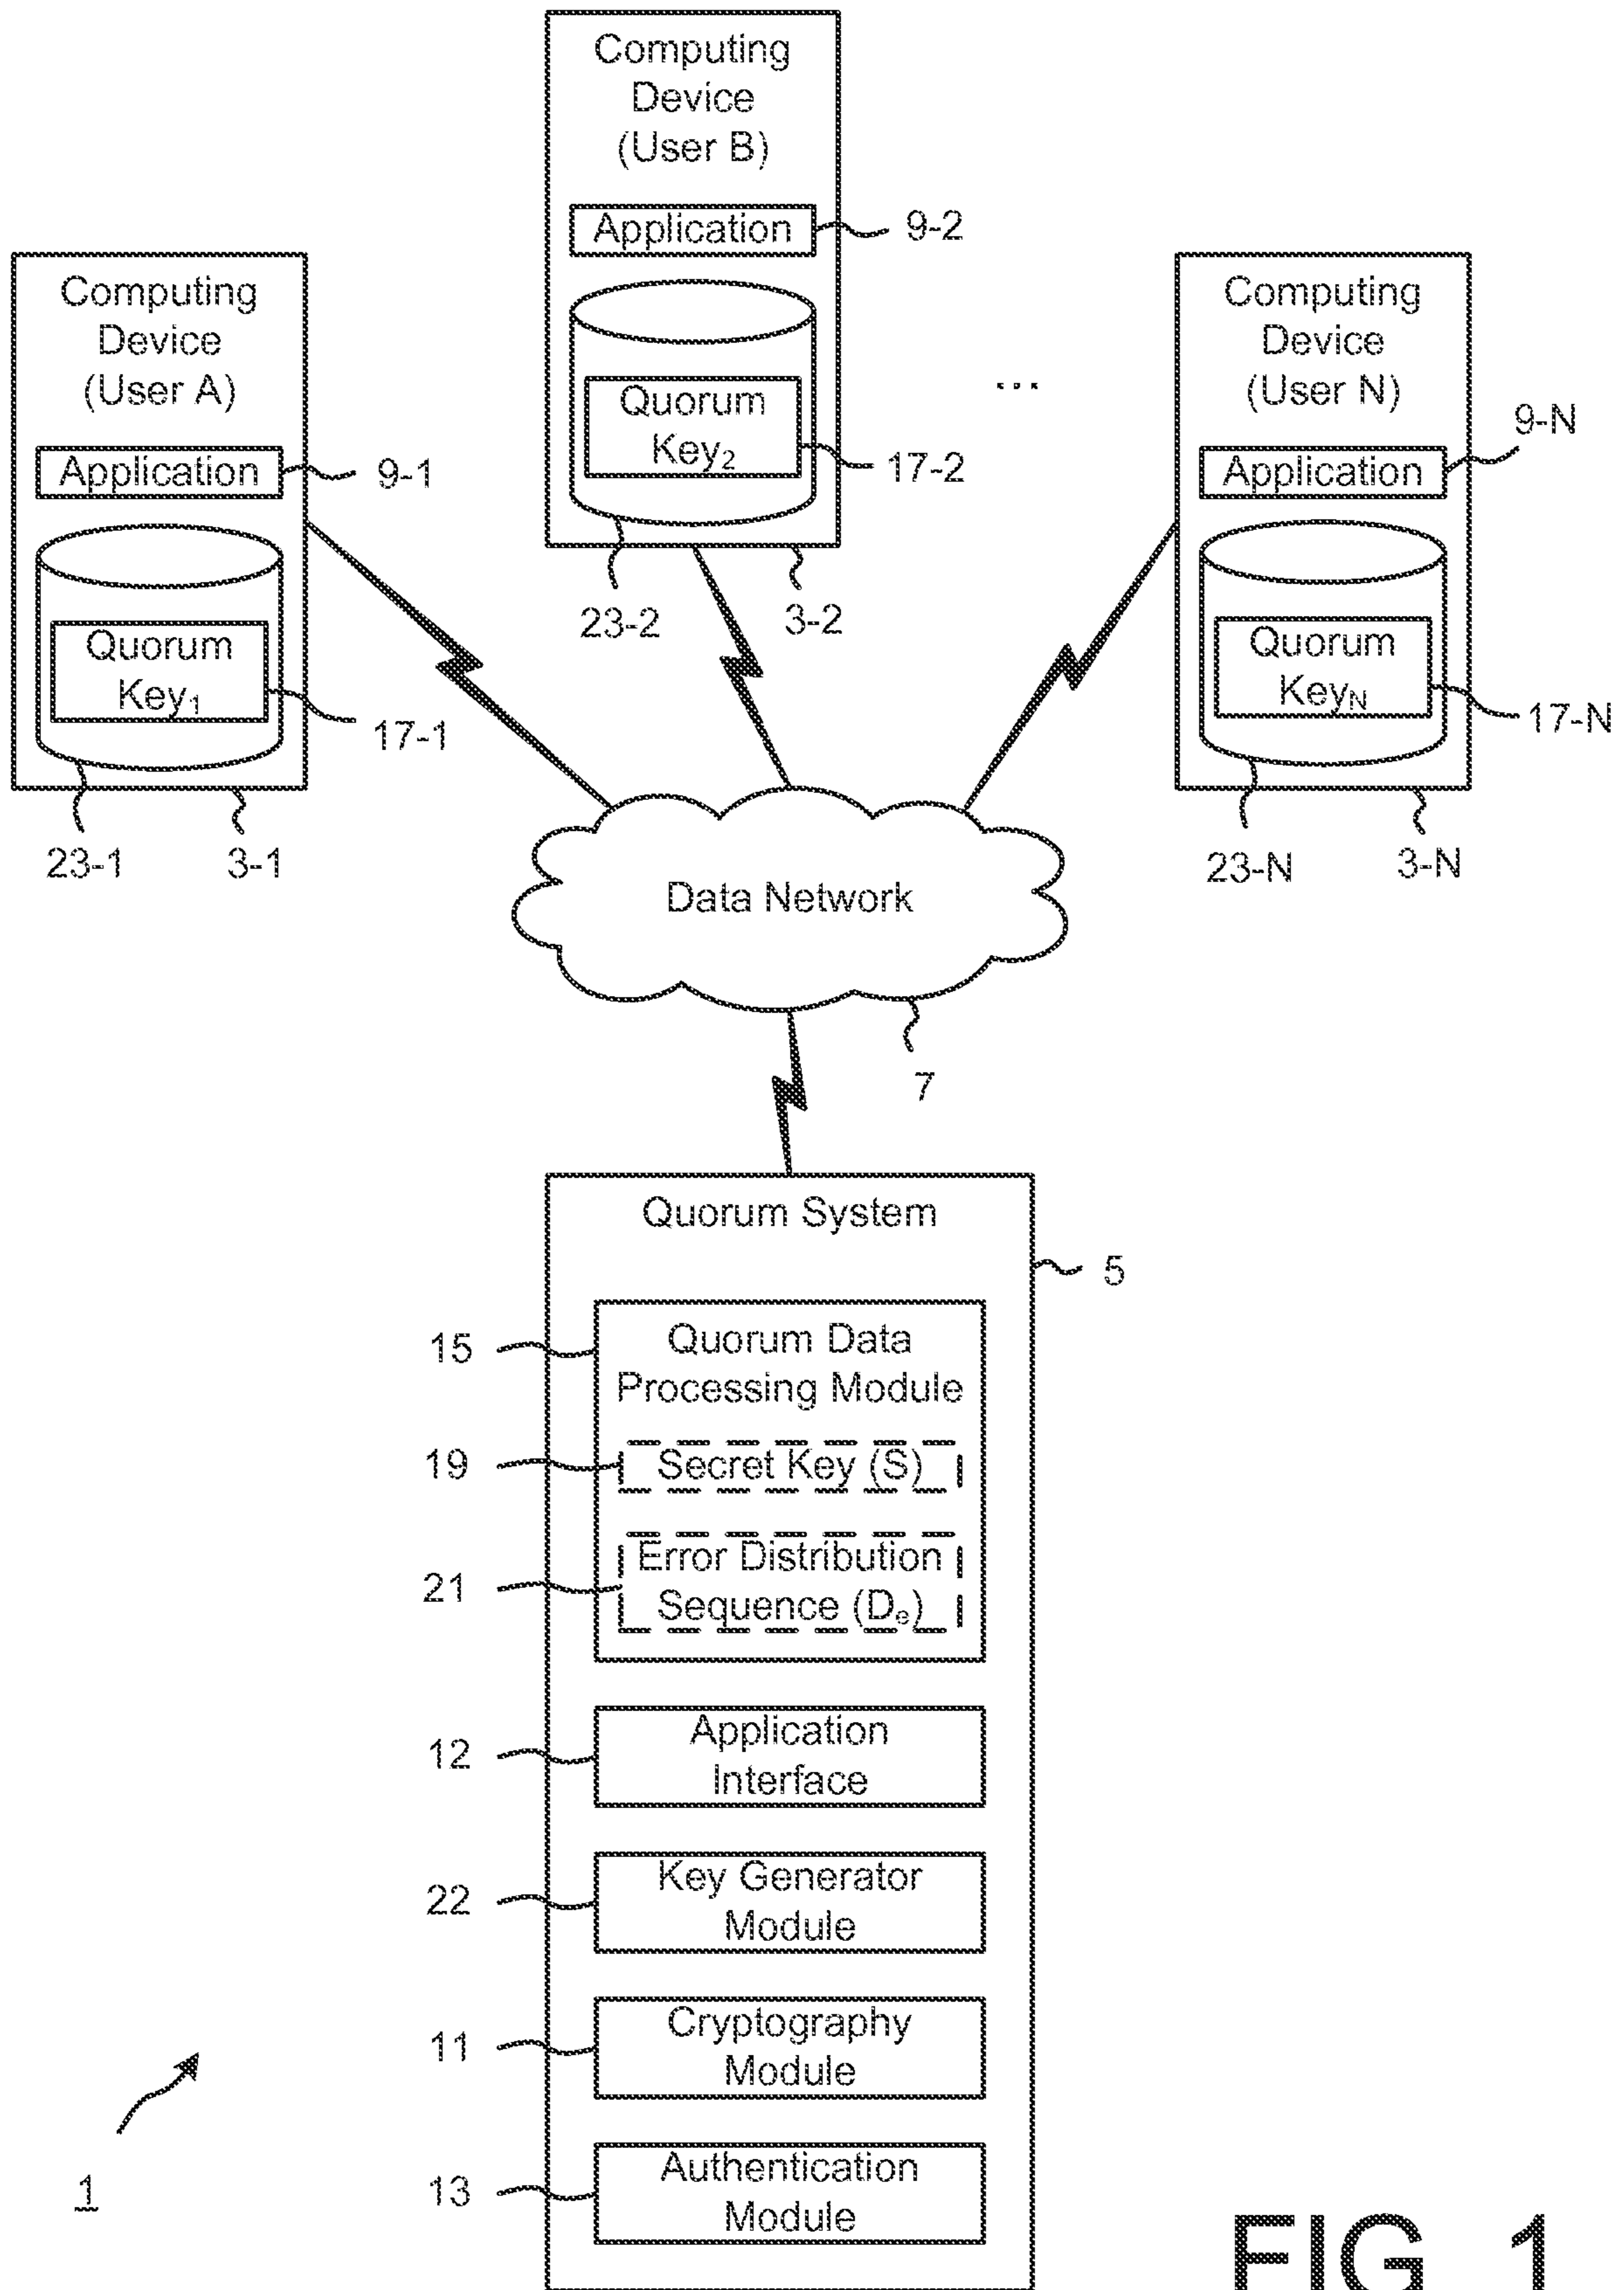 Computing
Device
(User B)
Application
9-2
Quorum
Key₂
17-2
23-2
3-2
Computing
Device
(User A)
Application
9-1
Quorum
Key₁
17-1
23-1
3-1
...
Computing
Device
(User N)
9-N
Application
Quorum
Key_N
17-N
23-N
3-N
Data Network
7
Quorum System
5
15
Quorum Data
Processing Module
19
Secret Key (S)
21
Error Distribution
Sequence (Dₑ)
12
Application
Interface
22
Key Generator
Module
11
Cryptography
Module
13
Authentication
Module
1
FIG. 1